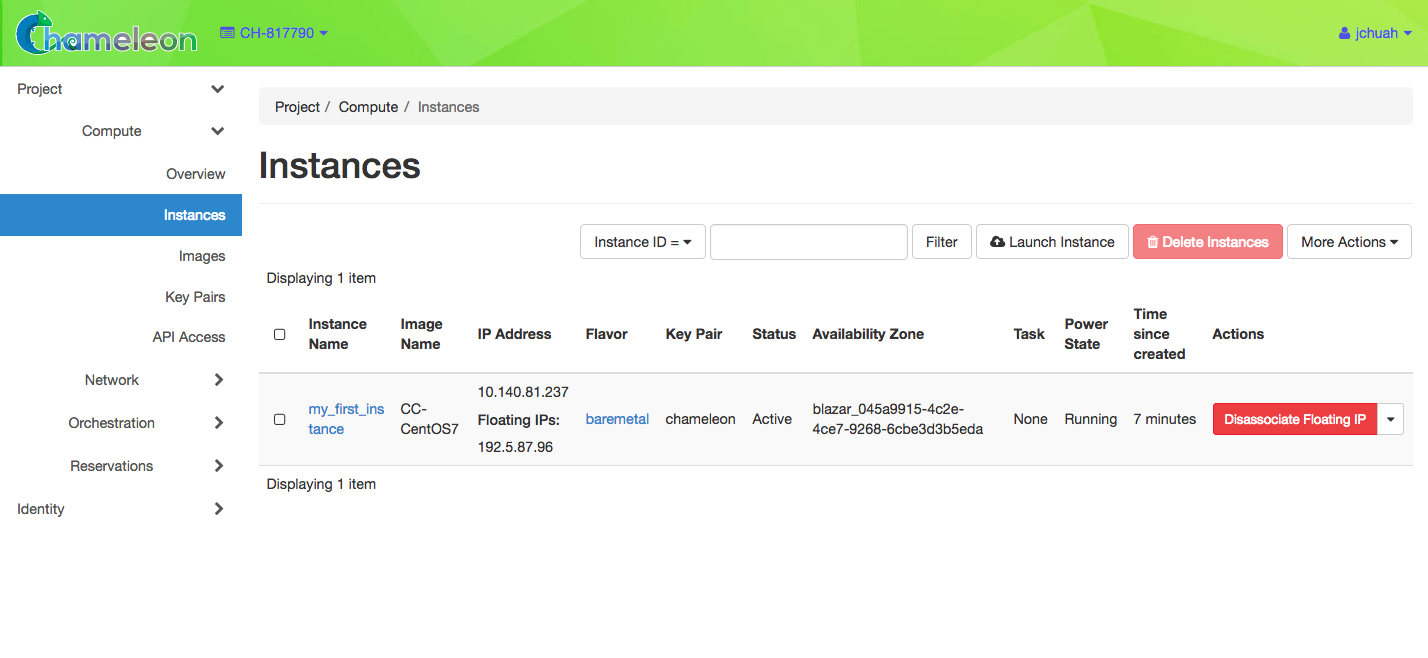 Chameleon
CH-817790
jchuah
Project
Compute
Overview
Instances
Images
Key Pairs
API Access
Network
Orchestration
Reservations
Identity
Project / Compute / Instances
Instances
Instance ID =
Filter
Launch Instance
Delete Instances
More Actions
Displaying 1 item
Instance
Name
Image
Name
IP Address
Flavor
Key Pair
Status
Availability Zone
Task
Power
State
Time
since
created
Actions
my_first_ins
tance
CC-
CentOS7
10.140.81.237
Floating IPs:
192.5.87.96
baremetal
chameleon
Active
blazar_045a9915-4c2e-
4ce7-9268-6cbe3d3b5eda
None
Running
7 minutes
Disassociate Floating IP
Displaying 1 item